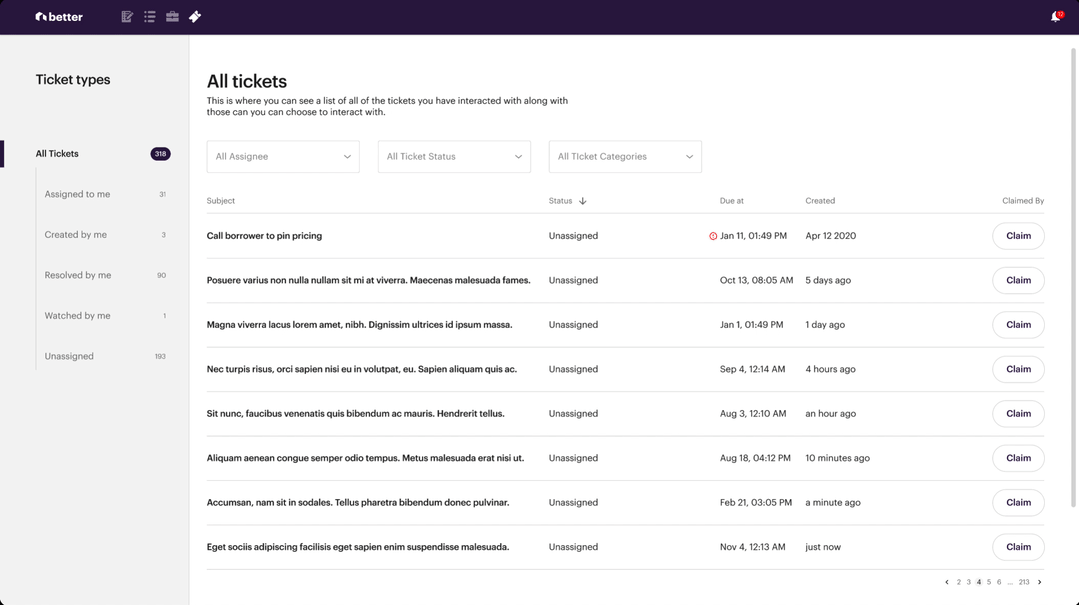 better
12
Ticket types
All Tickets 318
Assigned to me 31
Created by me 3
Resolved by me 90
Watched by me 1
Unassigned 193
All tickets
This is where you can see a list of all of the tickets you have interacted with along with
those can you can choose to interact with.
All Assignee All Ticket Status All TIcket Categories
Subject Status Due at Created Claimed By
Call borrower to pin pricing Unassigned Jan 11, 01:49 PM Apr 12 2020 Claim
Posuere varius non nulla nullam sit mi at viverra. Maecenas malesuada fames. Unassigned Oct 13, 08:05 AM 5 days ago Claim
Magna viverra lacus lorem amet, nibh. Dignissim ultrices id ipsum massa. Unassigned Jan 1, 01:49 PM 1 day ago Claim
Nec turpis risus, orci sapien nisi eu in volutpat, eu. Sapien aliquam quis ac. Unassigned Sep 4, 12:14 AM 4 hours ago Claim
Sit nunc, faucibus venenatis quis bibendum ac mauris. Hendrerit tellus. Unassigned Aug 3, 12:10 AM an hour ago Claim
Aliquam aenean congue semper odio tempus. Metus malesuada erat nisi ut. Unassigned Aug 18, 04:12 PM 10 minutes ago Claim
Accumsan, nam sit in sodales. Tellus pharetra bibendum donec pulvinar. Unassigned Feb 21, 03:05 PM a minute ago Claim
Eget sociis adipiscing facilisis eget sapien enim suspendisse malesuada. Unassigned Nov 4, 12:13 AM just now Claim
2 3 4 5 6 ... 213